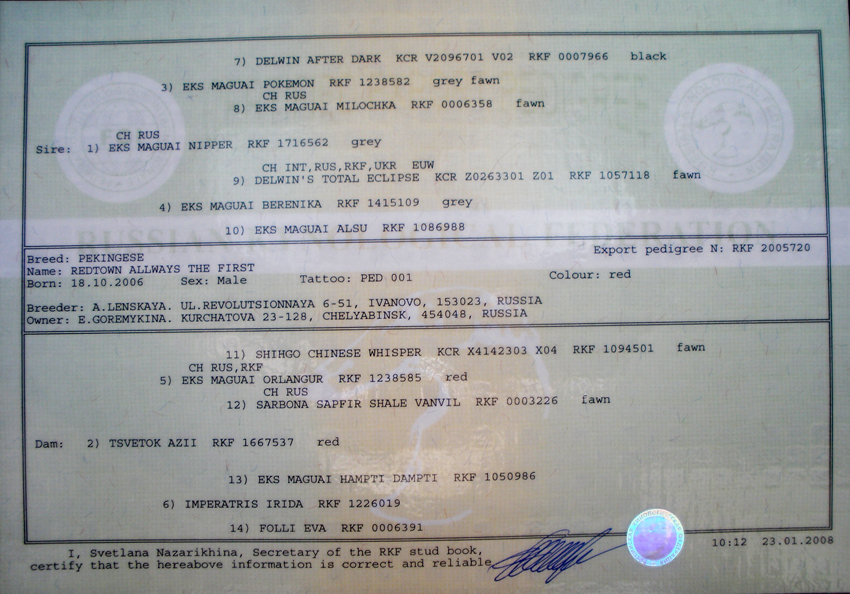 7) DELWIN AFTER DARK KCR V2096701 V02 RKF 0007966 black
3) EKS MAGUAI POKEMON RKF 1238582 grey fawn
CH RUS
8) EKS MAGUAI MILOCHKA RKF 0006358 fawn
CH RUS
Sire: 1) EKS MAGUAI NIPPER RKF 1716562 grey
CH INT,RUS,RKF,UKR EUW
9) DELWIN'S TOTAL ECLIPSE KCR Z0263301 Z01 RKF 1057118 fawn
4) EKS MAGUAI BERENIKA RKF 1415109 grey
10) EKS MAGUAI ALSU RKF 1086988
RUSSIAN KYNOLOGICAL FEDERATION
Breed: PEKINGESE Export pedigree N: RKF 2005720
Name: REDTOWN ALLWAYS THE FIRST
Born: 18.10.2006 Sex: Male Tattoo: PED 001 Colour: red
Breeder: A.LENSKAYA. UL.REVOLUTSIONNAYA 6-51, IVANOVO, 153023, RUSSIA
Owner: E.GOREMYKINA. KURCHATOVA 23-128, CHELYABINSK, 454048, RUSSIA
11) SHIHGO CHINESE WHISPER KCR X4142303 X04 RKF 1094501 fawn
CH RUS,RKF
5) EKS MAGUAI ORLANGUR RKF 1238585 red
CH RUS
12) SARBONA SAPFIR SHALE VANVIL RKF 0003226 fawn
Dam: 2) TSVETOK AZII RKF 1667537 red
13) EKS MAGUAI HAMPTI DAMPTI RKF 1050986
6) IMPERATRIS IRIDA RKF 1226019
14) FOLLI EVA RKF 0006391
10:12 23.01.2008
I, Svetlana Nazarikhina, Secretary of the RKF stud book,
certify that the hereabove information is correct and reliable